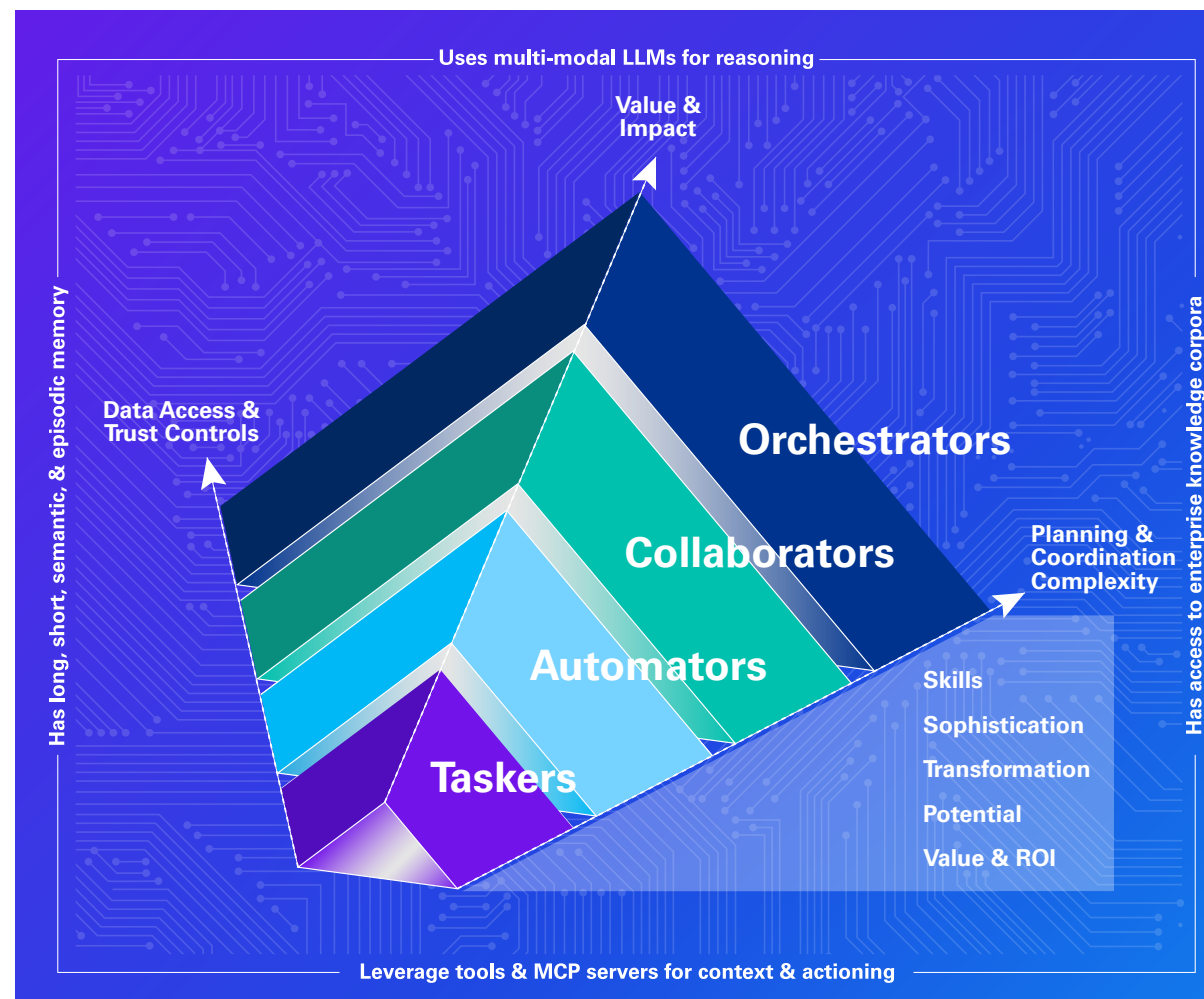 Uses multi-modal LLMs for reasoning
Value &
Impact
Has long, short, semantic, & episodic memory
Data Access &
Trust Controls
Orchestrators
Collaborators
Automators
Taskers
Planning &
Coordination
Complexity
Has access to enterprise knowledge corpora
Skills
Sophistication
Transformation
Potential
Value & ROI
Leverage tools & MCP servers for context & actioning